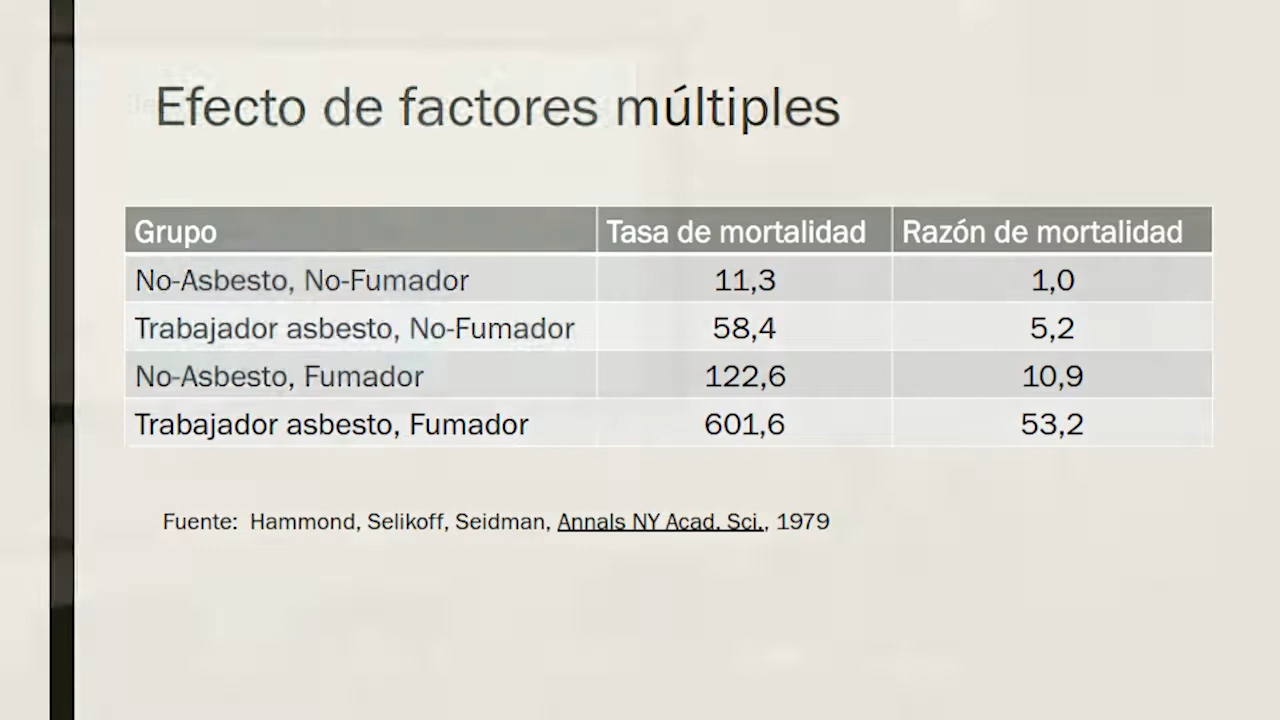 Efecto de factores múltiples
Grupo Tasa de mortalidad Razón de mortalidad
No-Asbesto, No-Fumador 11,3 1,0
Trabajador asbesto, No-Fumador 58,4 5,2
No-Asbesto, Fumador 122,6 10,9
Trabajador asbesto, Fumador 601,6 53,2
Fuente: Hammond, Selikoff, Seidman, Annals NY Acad. Sci., 1979